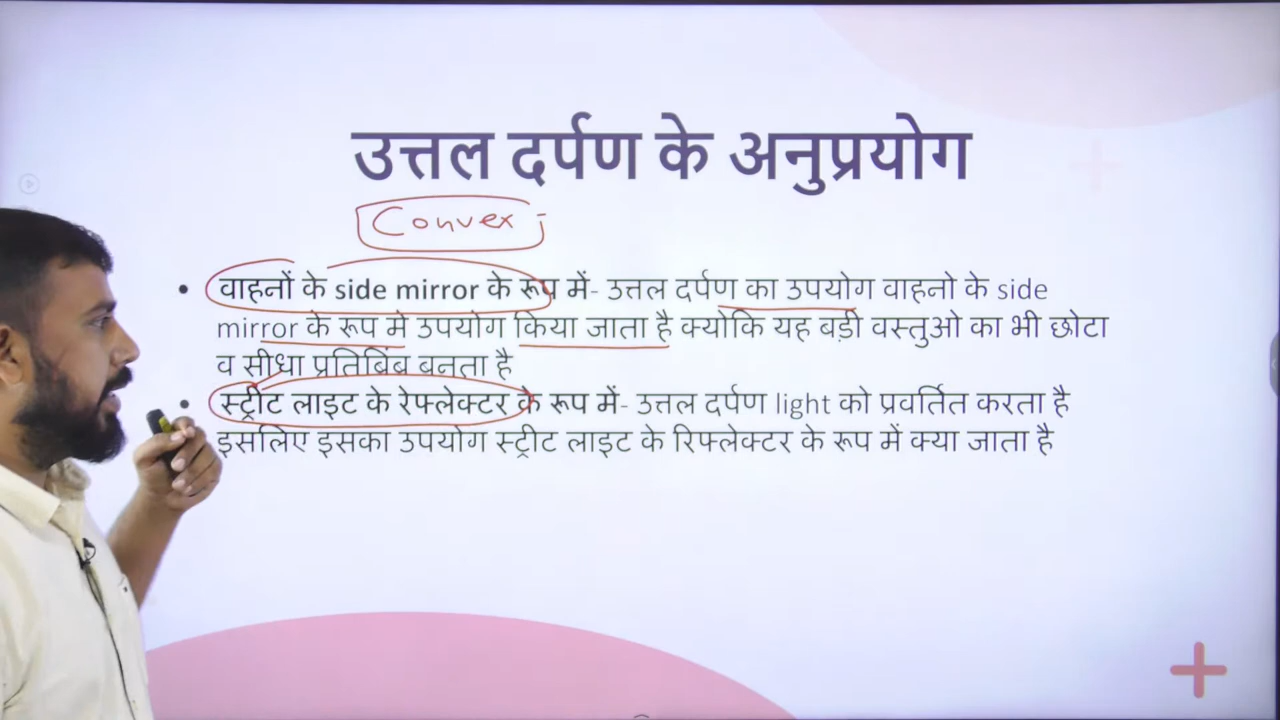 उत्तल दर्पण के अनुप्रयोग
Convex
• वाहनों के side mirror के रूप में- उत्तल दर्पण का उपयोग वाहनो के side
mirror के रूप मे उपयोग किया जाता है क्योकि यह बड़ी वस्तुओ का भी छोटा
व सीधा प्रतिबिंब बनता है
• स्ट्रीट लाइट के रेफ्लेक्टर के रूप में- उत्तल दर्पण light को प्रवर्तित करता है
इसलिए इसका उपयोग स्ट्रीट लाइट के रिफ्लेक्टर के रूप में क्या जाता है